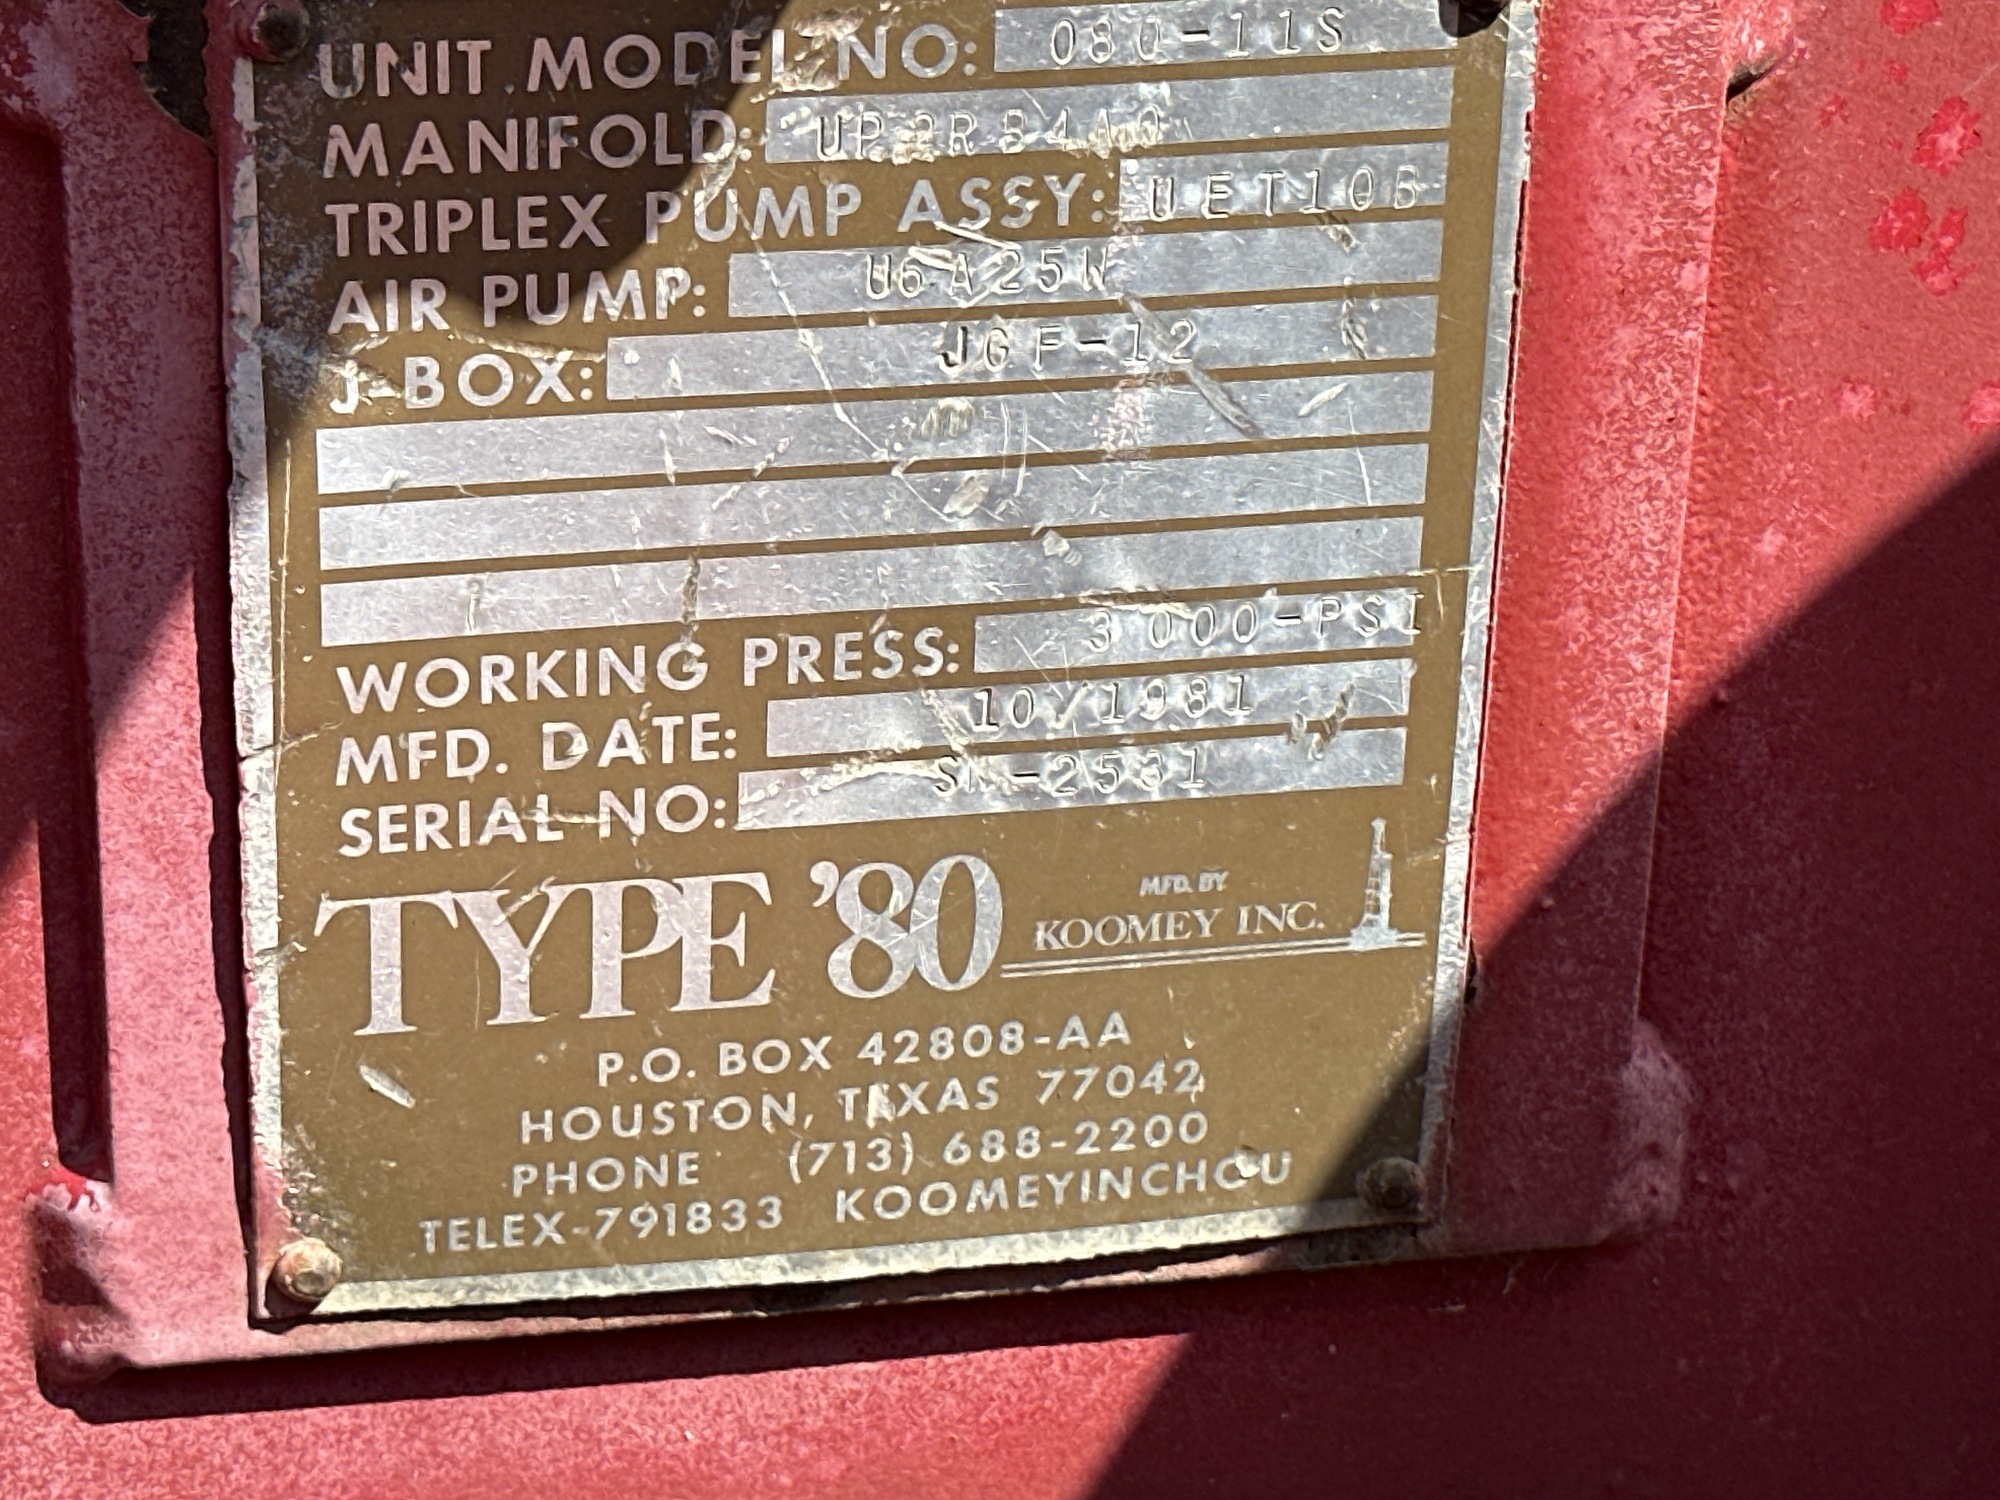 UNIT MODEL NO: 080-11S
MANIFOLD:
TRIPLEX PUMP ASSY: UET10B
AIR PUMP: U6A25W
J-BOX: JGF-12
WORKING PRESS: 3000-PSI
MFD. DATE: 10/1981
SERIAL NO:
TYPE '80
MFD. BY
KOOMEY INC.
P.O. BOX 42808-AA
HOUSTON, TEXAS 77042
PHONE (713) 688-2200
TELEX-791833 KOOMEYINCHOU